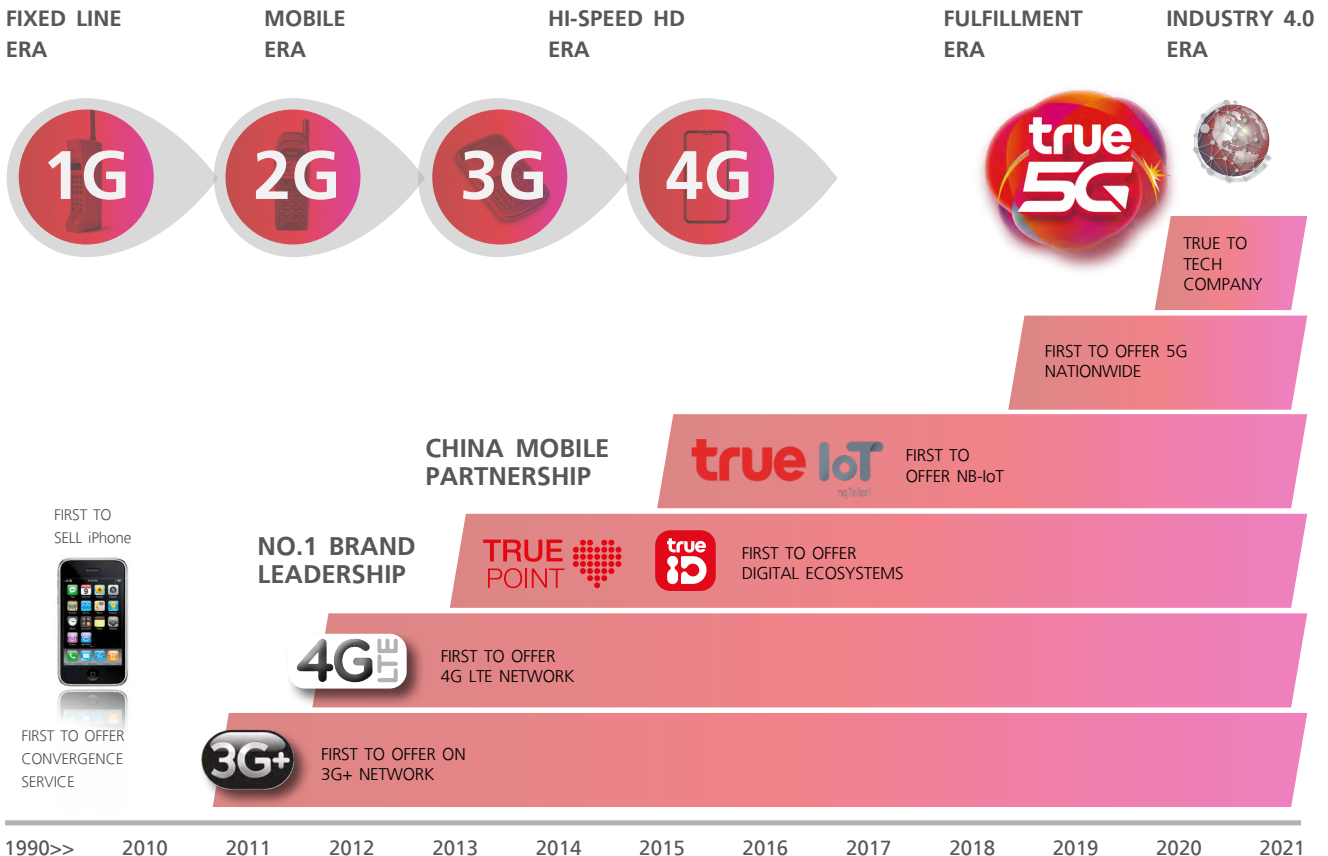 FIXED LINE
ERA
MOBILE
ERA
HI-SPEED HD
ERA
FULFILLMENT
ERA
INDUSTRY 4.0
ERA
1G
2G
3G
4G
true
5G
TRUE TO
TECH
COMPANY
FIRST TO OFFER 5G
NATIONWIDE
CHINA MOBILE
PARTNERSHIP
true IoT
FIRST TO
OFFER NB-IoT
FIRST TO
SELL iPhone
NO.1 BRAND
LEADERSHIP
TRUE
POINT
true
iD
FIRST TO OFFER
DIGITAL ECOSYSTEMS
4G LTE
FIRST TO OFFER
4G LTE NETWORK
FIRST TO OFFER
CONVERGENCE
SERVICE
3G+
FIRST TO OFFER ON
3G+ NETWORK
1990>> 2010 2011 2012 2013 2014 2015 2016 2017 2018 2019 2020 2021